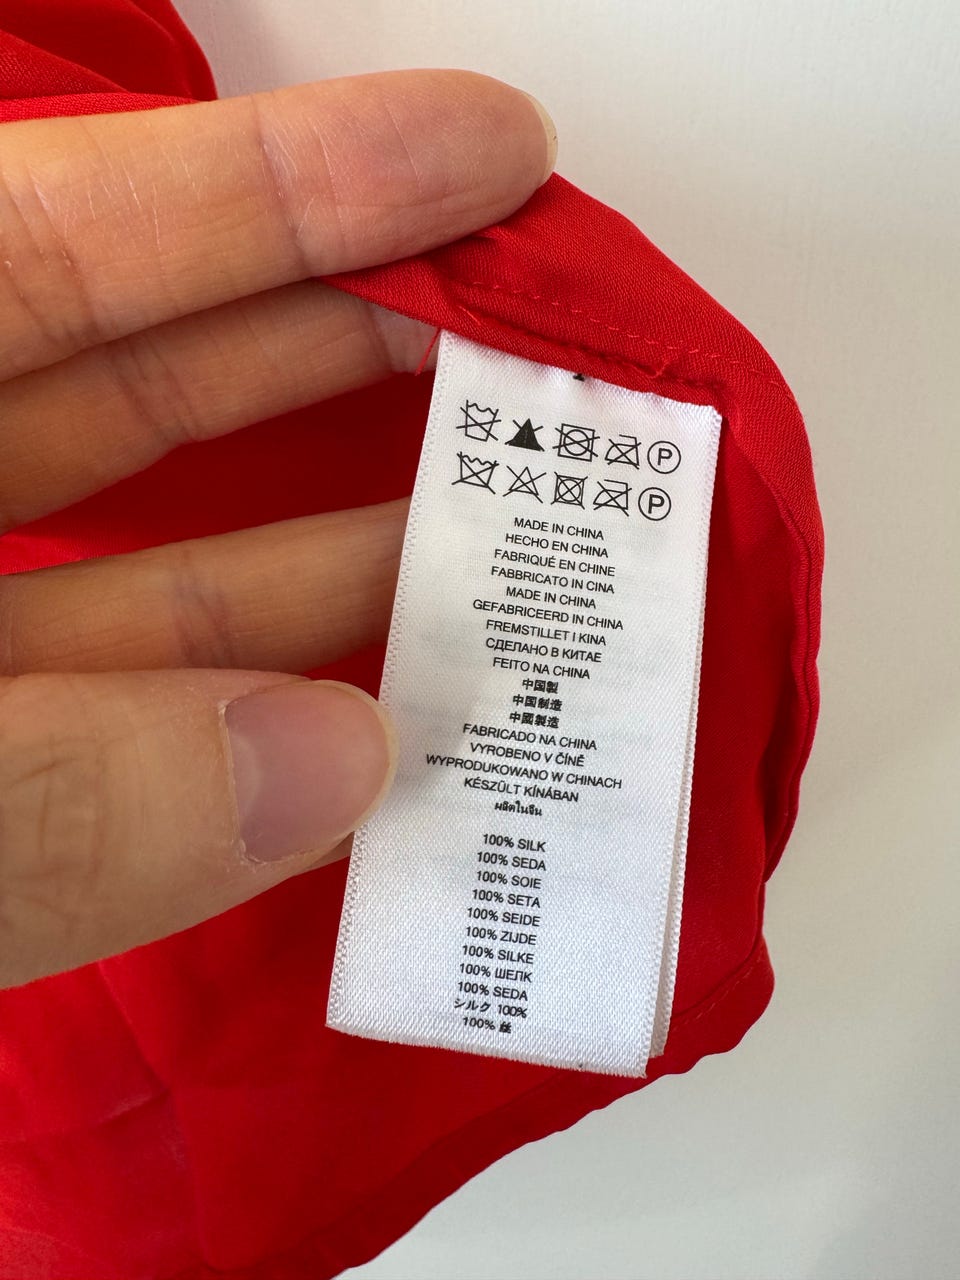 P
P
MADE IN CHINA
HECHO EN CHINA
FABRIQUÉ EN CHINE
FABBRICATO IN CINA
MADE IN CHINA
GEFABRICEERD IN CHINA
FREMSTILLET I KINA
СДЕЛАНО В КИТАЕ
FEITO NA CHINA
中国製
中国制造
中國製造
FABRICADO NA CHINA
VYROBENO V ČÍNĚ
WYPRODUKOWANO W CHINACH
KÉSZÜLT KÍNÁBAN
ผลิตในจีน
100% SILK
100% SEDA
100% SOIE
100% SETA
100% SEIDE
100% ZIJDE
100% SILKE
100% ШЕЛК
100% SEDA
シルク 100%
100% 丝